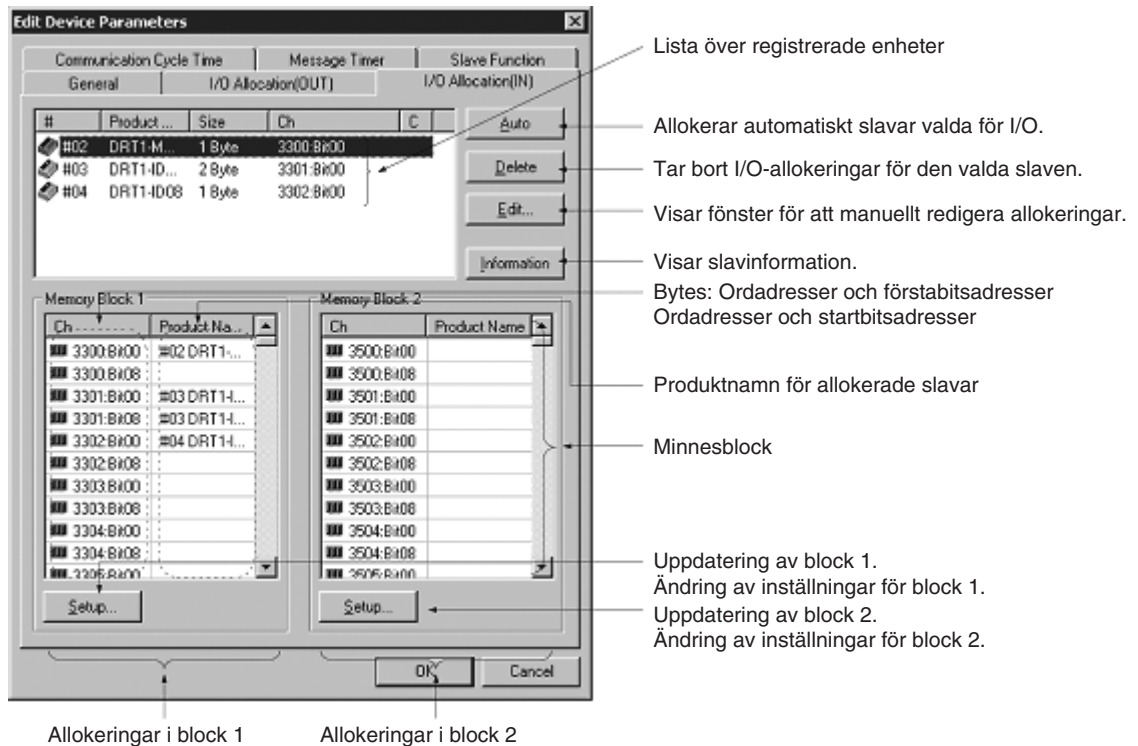 Edit Device Parameters
Communication Cycle Time Message Timer Slave Function
General I/O Allocation(OUT) I/O Allocation(IN)
# Product ... Size Ch C
#02 DRT1-M... 1 Byte 3300:Bit00
#03 DRT1-ID... 2 Byte 3301:Bit00
#04 DRT1-ID08 1 Byte 3302:Bit00
Auto
Delete
Edit...
Information
Lista över registrerade enheter
Allokerar automatiskt slavar valda för I/O.
Tar bort I/O-allokeringar för den valda slaven.
Visar fönster för att manuellt redigera allokeringar.
Visar slavinformation.
Bytes: Ordadresser och förstabitsadresser
Ordadresser och startbitsadresser
Produktnamn för allokerade slavar
Minnesblock
Uppdatering av block 1.
Ändring av inställningar för block 1.
Uppdatering av block 2.
Ändring av inställningar för block 2.
Memory Block 1
Ch Product Na...
3300:Bit00 #02 DRT1-...
3300:Bit08
3301:Bit00 #03 DRT1-I...
3301:Bit08 #03 DRT1-I...
3302:Bit00 #04 DRT1-I...
3302:Bit08
3303:Bit00
3303:Bit08
3304:Bit00
3304:Bit08
3305:Bit00
Setup...
Memory Block 2
Ch Product Name
3500:Bit00
3500:Bit08
3501:Bit00
3501:Bit08
3502:Bit00
3502:Bit08
3503:Bit00
3503:Bit08
3504:Bit00
3504:Bit08
3505:Bit00
Setup...
OK Cancel
Allokeringar i block 1 Allokeringar i block 2